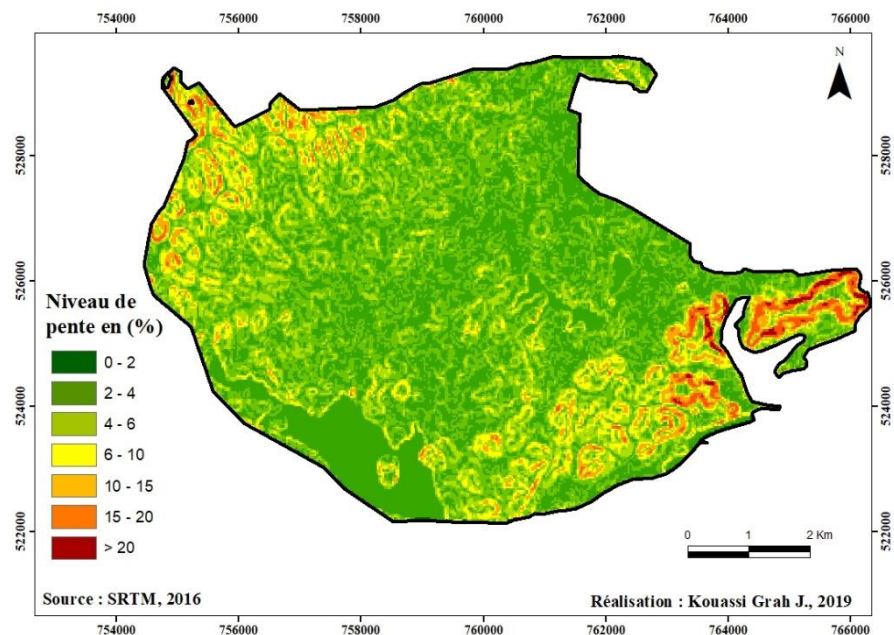 754000 756000 758000 760000 762000 764000 766000
N
528000 528000
526000 526000
524000 524000
522000 522000
Niveau de
pente en (%)
0 - 2
2 - 4
4 - 6
6 - 10
10 - 15
15 - 20
> 20
0 1 2 Km
Source : SRTM, 2016
Réalisation : Kouassi Grah J., 2019
754000 756000 758000 760000 762000 764000 766000